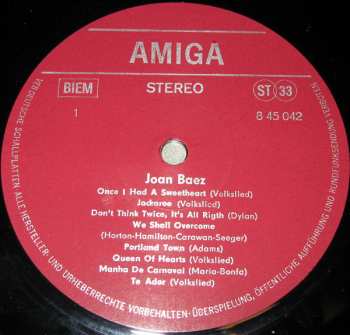 AMIGA
BIEM
STEREO
ST 33
1
8 45 042
Joan Baez
Once I Had A Sweetheart (Volkslied)
Jackaroe (Volkslied)
Don't Think Twice, It's All Rigth (Dylan)
We Shall Overcome
(Horton-Hamilton-Carawan-Seeger)
Portland Town (Adams)
Queen Of Hearts (Volkslied)
Manha De Carnaval (Maria-Bonfa)
Te Ador (Volkslied)
VEB DEUTSCHE SCHALLPLATTEN ALLE HERSTELLER- UND URHEBERRECHTE VORBEHALTEN · ÜBERSPIELUNG, ÖFFENTLICHE AUFFÜHRUNG UND RUNDFUNKSENDUNG VERBOTEN